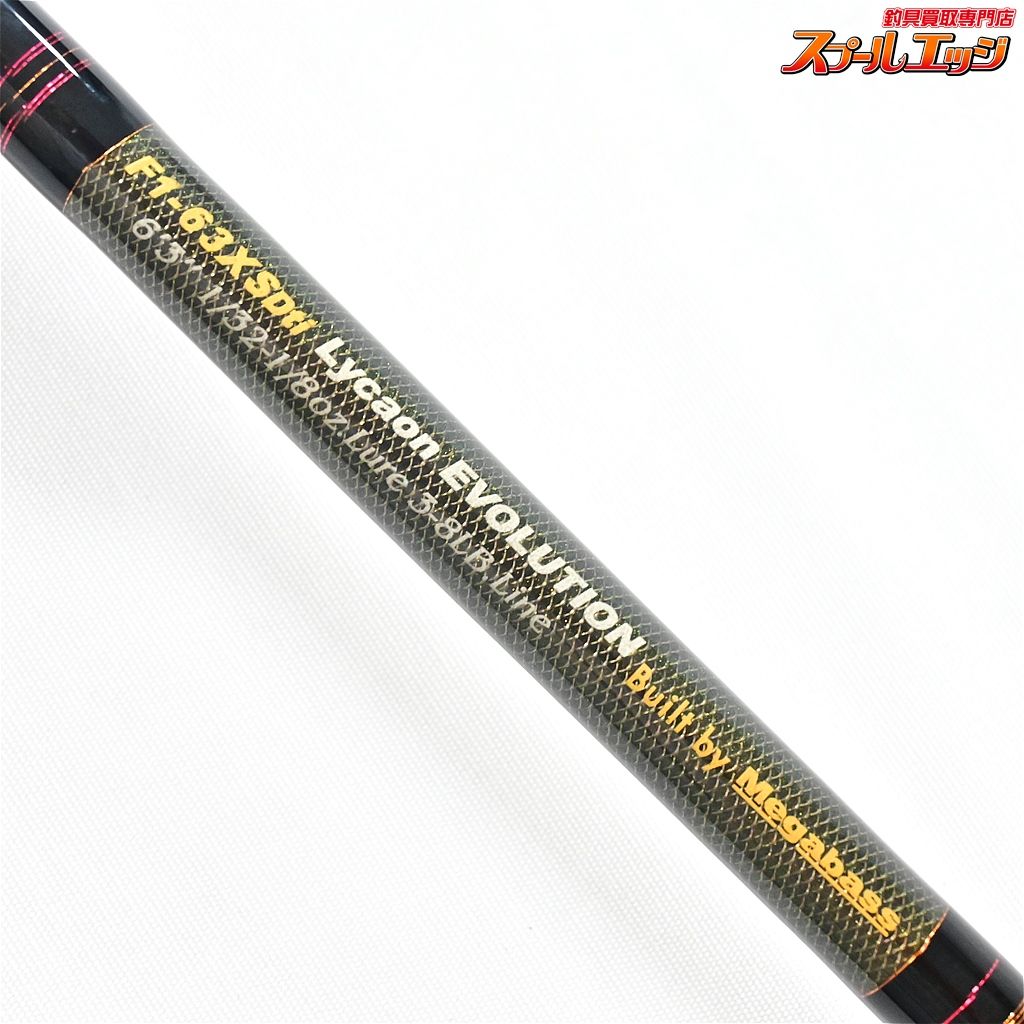 釣具買取専門店
スプールエッジ
F1-63XSDti Lycaon EVOLUTION Built by Megabass
6'3" 1/32-1/8oz.Lure 3-8LB Line